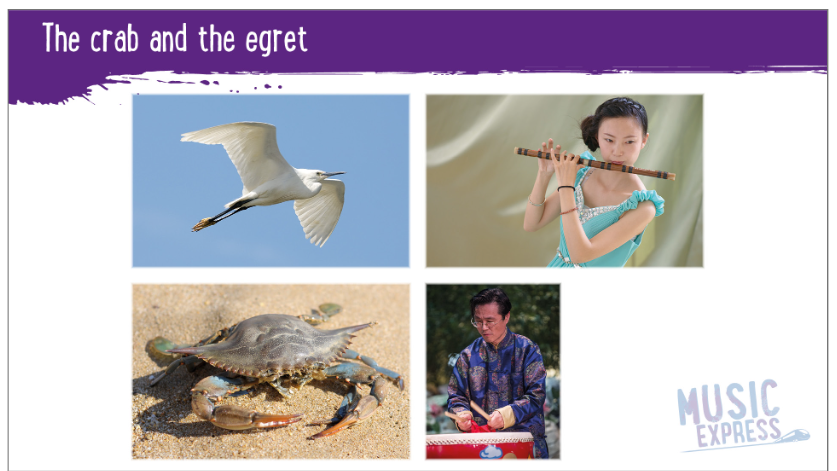 The crab and the egret
MUSIC
EXPRESS